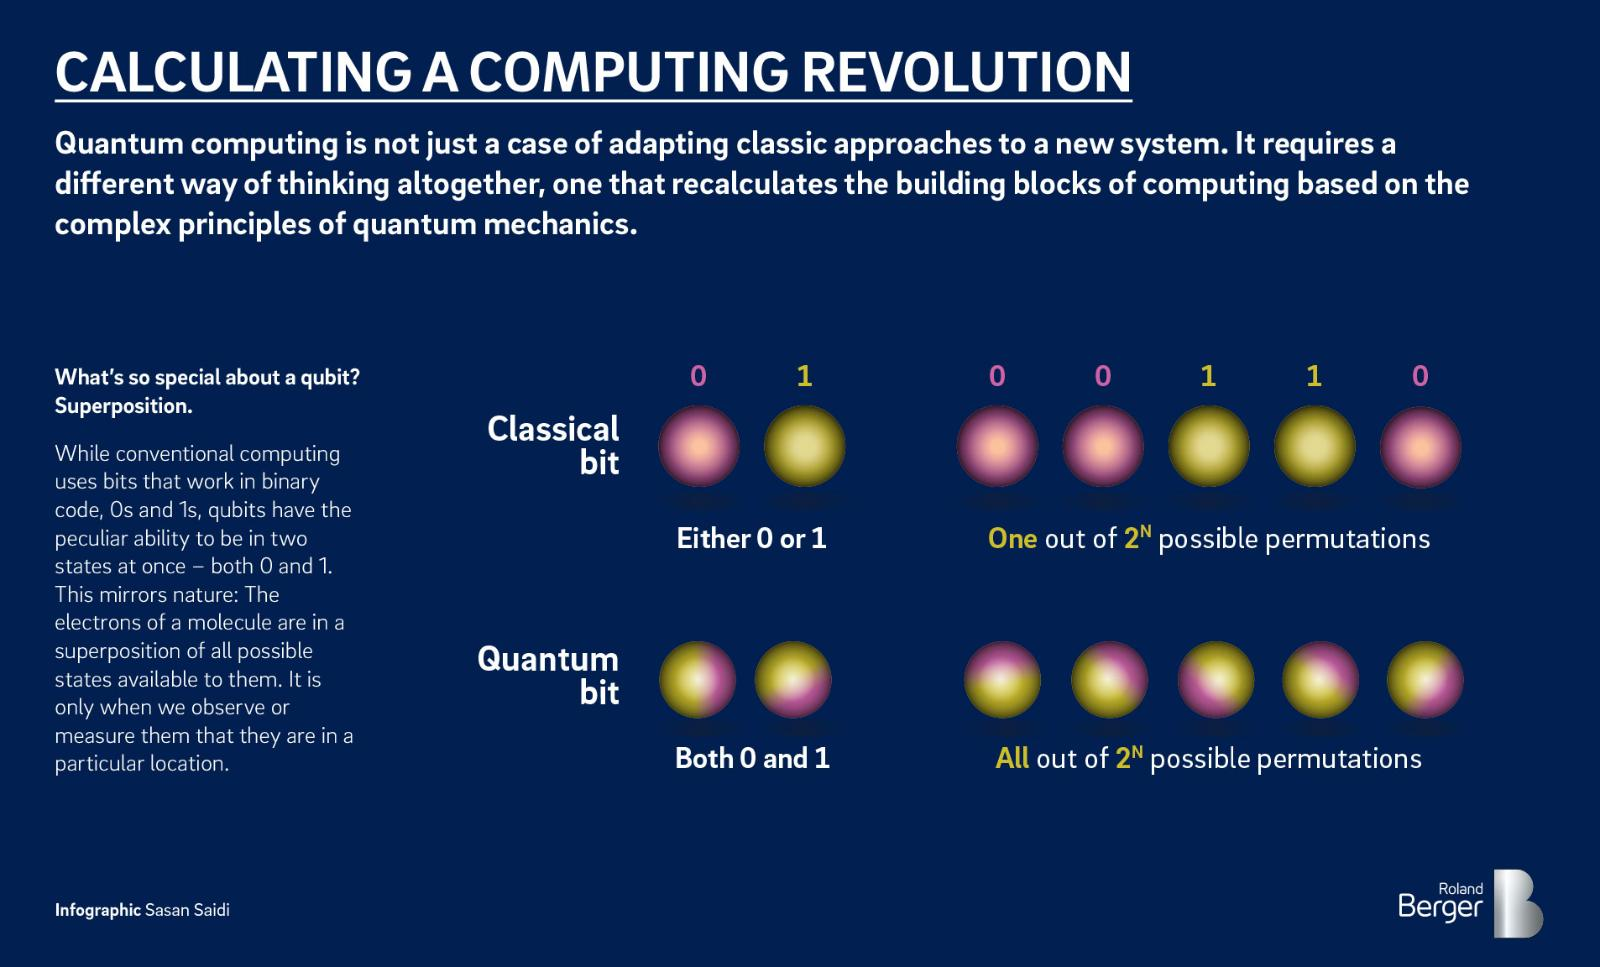 CALCULATING A COMPUTING REVOLUTION
Quantum computing is not just a case of adapting classic approaches to a new system. It requires a
different way of thinking altogether, one that recalculates the building blocks of computing based on the
complex principles of quantum mechanics.
What's so special about a qubit?
Superposition.
While conventional computing
uses bits that work in binary
code, 0s and 1s, qubits have the
peculiar ability to be in two
states at once – both 0 and 1.
This mirrors nature: The
electrons of a molecule are in a
superposition of all possible
states available to them. It is
only when we observe or
measure them that they are in a
particular location.
0 1 0 0 1 1 0
Classical
bit
Either 0 or 1
One out of 2ᴺ possible permutations
Quantum
bit
Both 0 and 1
All out of 2ᴺ possible permutations
Infographic Sasan Saidi
Roland
Berger
B